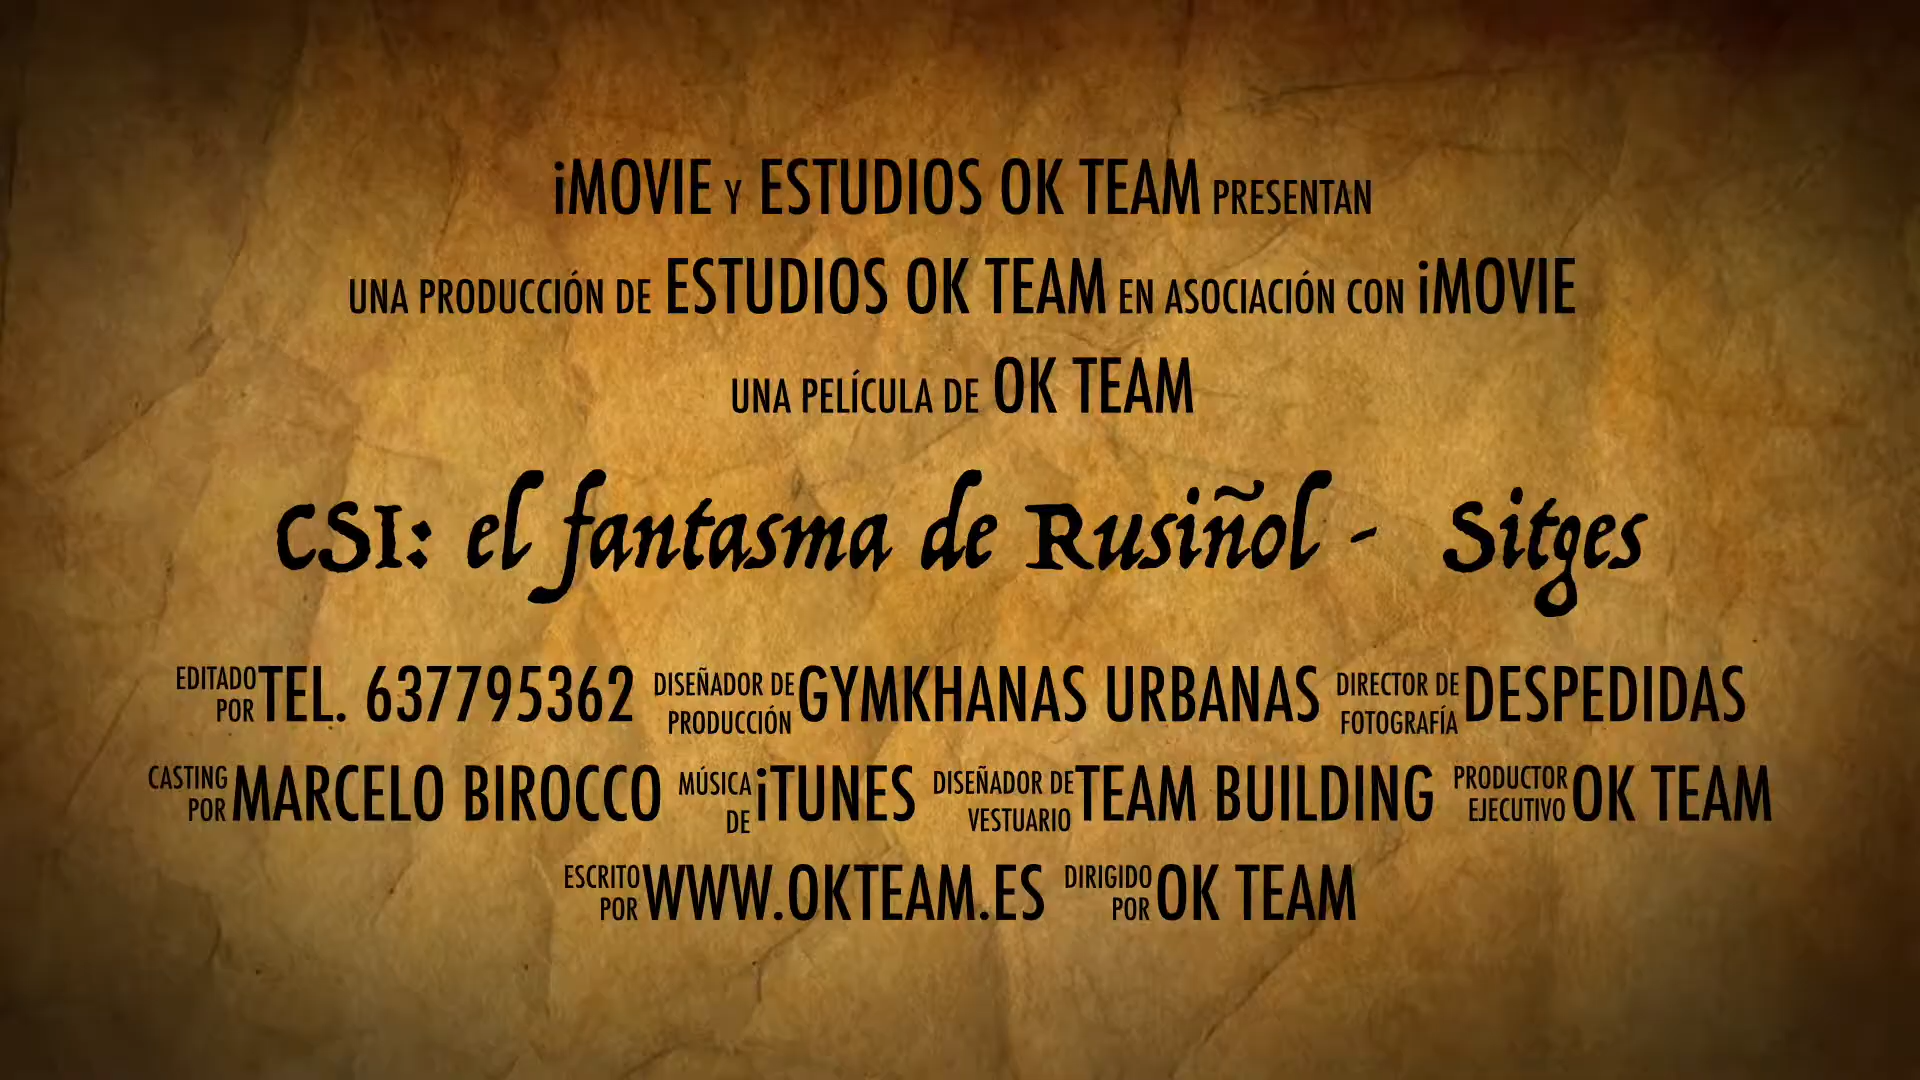 iMOVIE Y ESTUDIOS OK TEAM PRESENTAN
UNA PRODUCCIÓN DE ESTUDIOS OK TEAM EN ASOCIACIÓN CON iMOVIE
UNA PELÍCULA DE OK TEAM
CSI: el fantasma de Rusiñol - Sitges
EDITADO POR TEL. 637795362 DISEÑADOR DE PRODUCCIÓN GYMKHANAS URBANAS DIRECTOR DE FOTOGRAFÍA DESPEDIDAS
CASTING POR MARCELO BIROCCO MÚSICA DE iTUNES DISEÑADOR DE VESTUARIO TEAM BUILDING PRODUCTOR EJECUTIVO OK TEAM
ESCRITO POR WWW.OKTEAM.ES DIRIGIDO POR OK TEAM